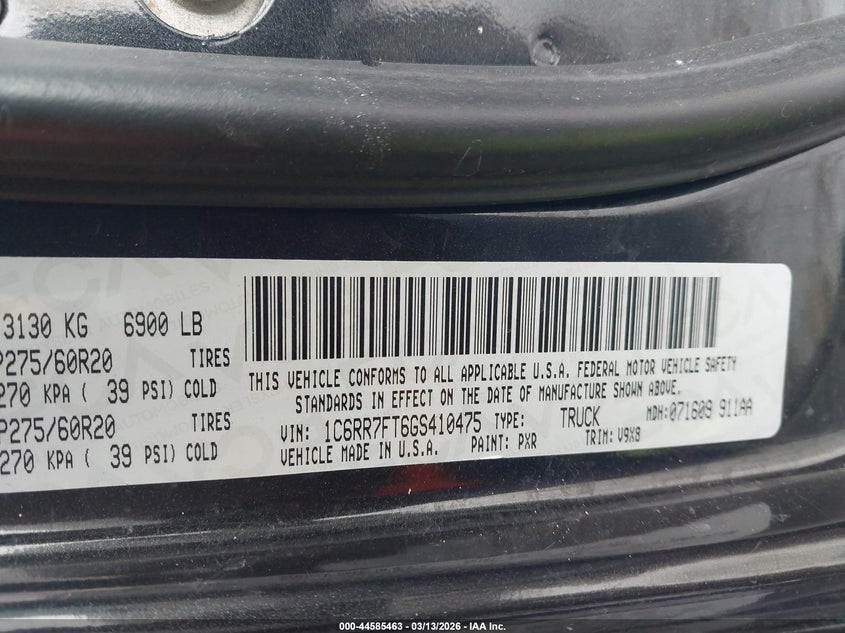 3130 KG 6900 LB
P275/60R20 TIRES
270 KPA ( 39 PSI) COLD
P275/60R20 TIRES
270 KPA ( 39 PSI) COLD
THIS VEHICLE CONFORMS TO ALL APPLICABLE U.S.A. FEDERAL MOTOR VEHICLE SAFETY
STANDARDS IN EFFECT ON THE DATE OF MANUFACTURE SHOWN ABOVE.
VIN: 1C6RR7FT6GS410475 TYPE: TRUCK MDH:071609 911AA
VEHICLE MADE IN U.S.A. PAINT: PXR TRIM: V9X8
000-44585463 - 03/13/2026 - IAA Inc.